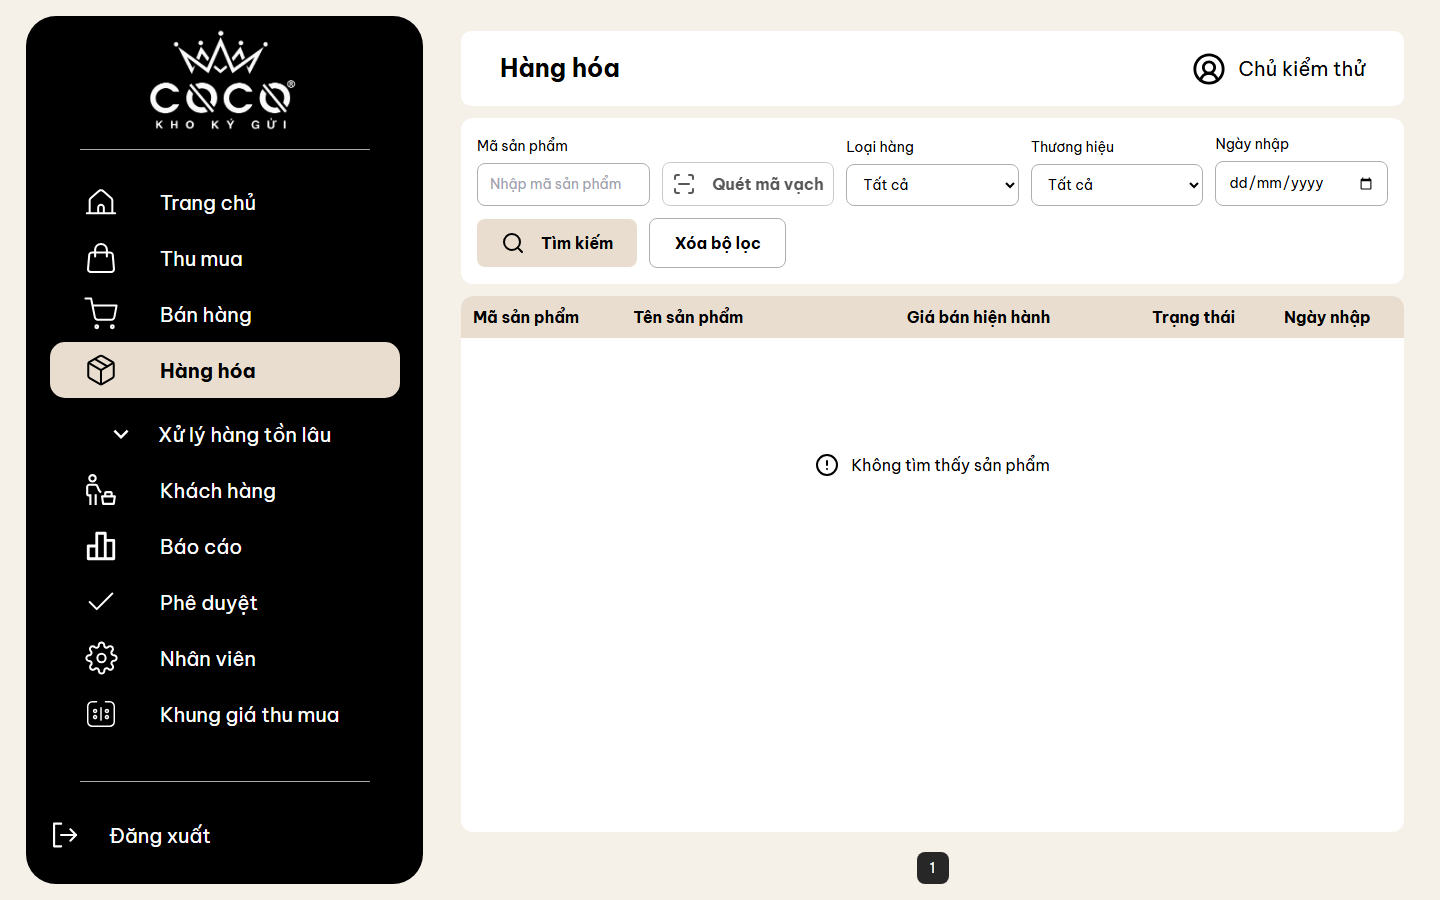 COCO®
KHO KÝ GỬI
Trang chủ
Thu mua
Bán hàng
Hàng hóa
Xử lý hàng tồn lâu
Khách hàng
Báo cáo
Phê duyệt
Nhân viên
Khung giá thu mua
Đăng xuất
Hàng hóa
Chủ kiểm thử
Mã sản phẩm
Nhập mã sản phẩm
Quét mã vạch
Loại hàng
Tất cả
Thương hiệu
Tất cả
Ngày nhập
dd/mm/yyyy
Tìm kiếm
Xóa bộ lọc
Mã sản phẩm Tên sản phẩm Giá bán hiện hành Trạng thái Ngày nhập
Không tìm thấy sản phẩm
1